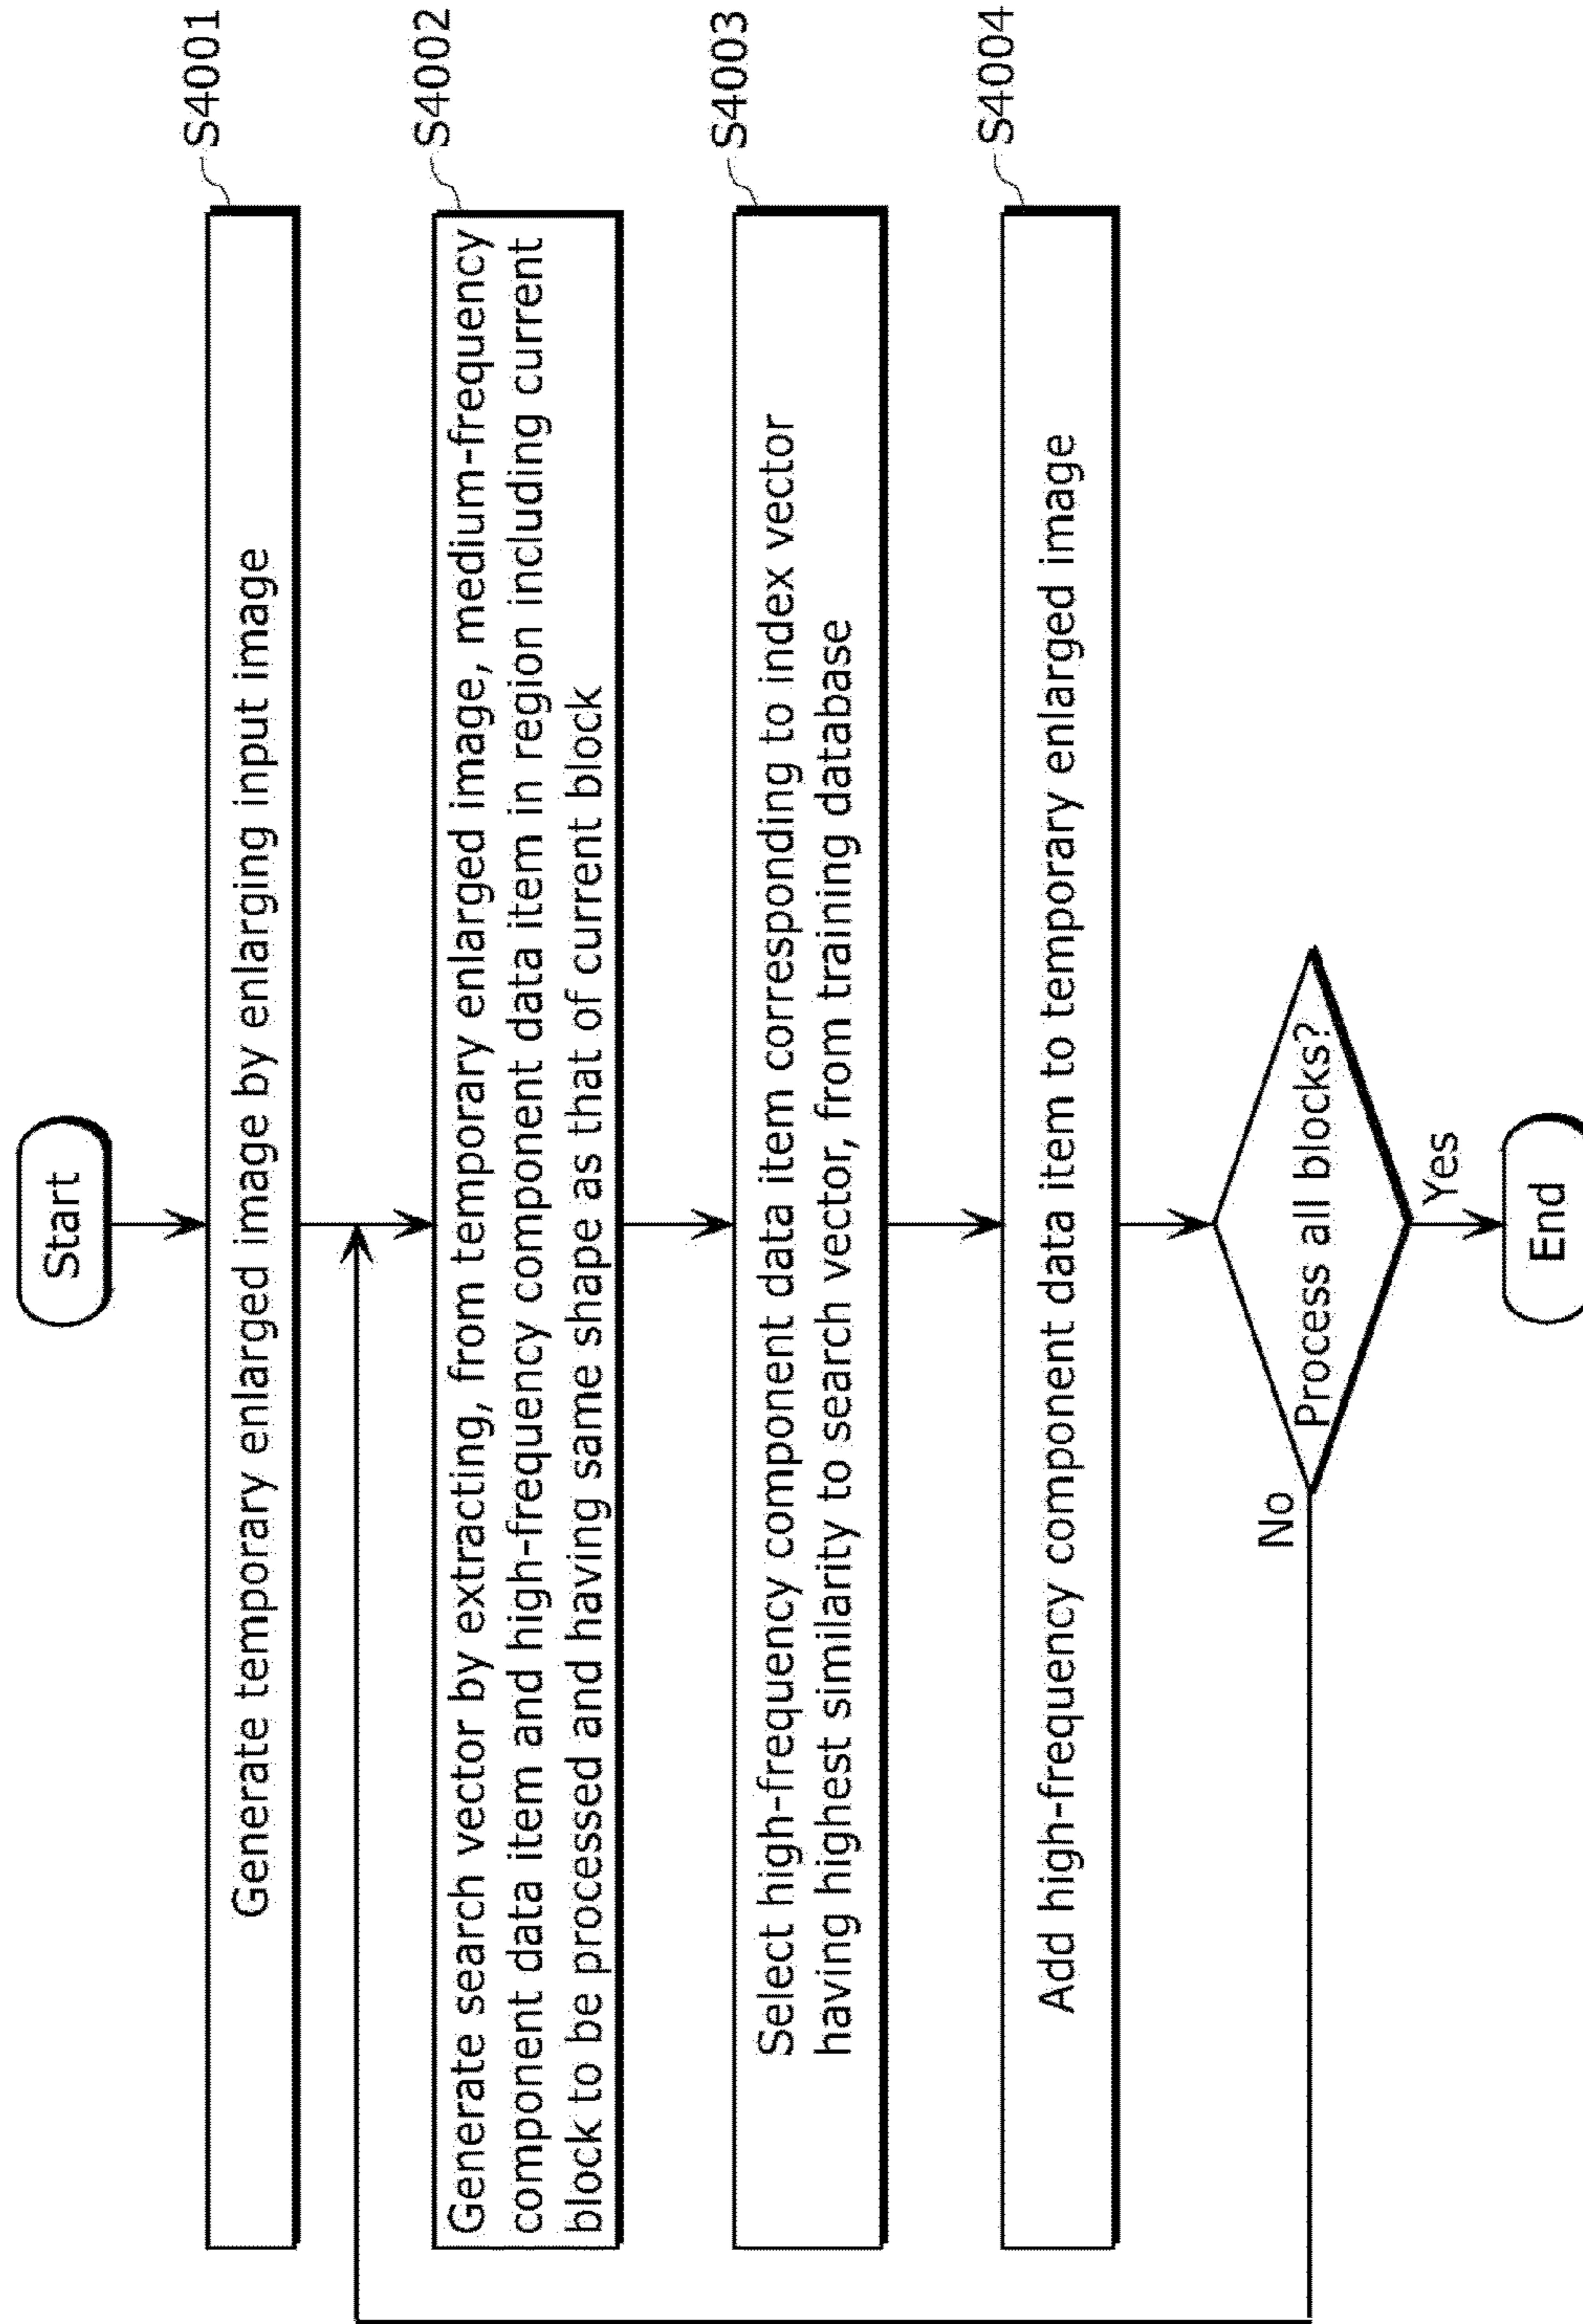 Start
S4001
Generate temporary enlarged image by enlarging input image
S4002
Generate search vector by extracting, from temporary enlarged image, medium-frequency
component data item and high-frequency component data item in region including current
block to be processed and having same shape as that of current block
S4003
Select high-frequency component data item corresponding to index vector
having highest similarity to search vector, from training database
S4004
Add high-frequency component data item to temporary enlarged image
Process all blocks?
No
Yes
End